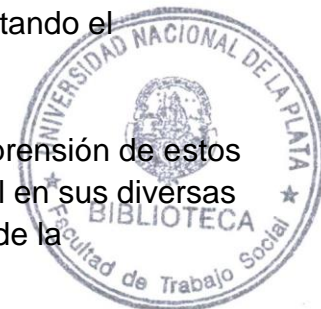 tando el
orensión de estos
l en sus diversas
de la
UNIVERSIDAD NACIONAL DE LA PLATA
BIBLIOTECA
Facultad de Trabajo Social